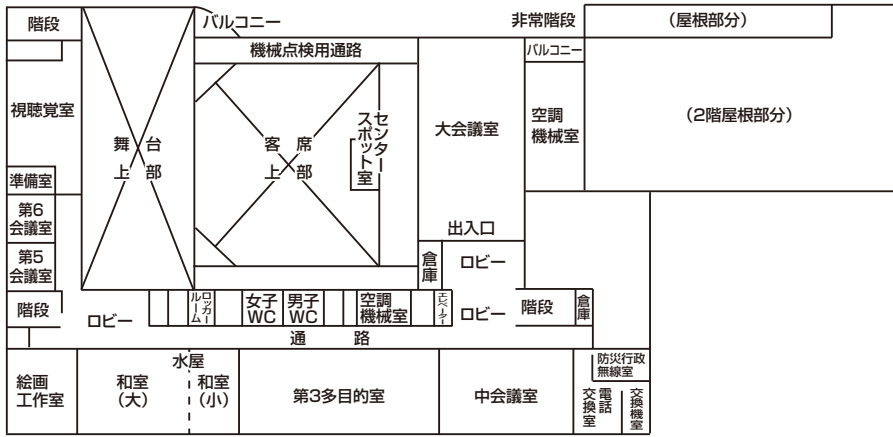 階段
バルコニー
非常階段
(屋根部分)
機械点検用通路
バルコニー
視聴覚室
舞台
上部
客席
上部
センター
スポット室
大会議室
空調
機械室
(2階屋根部分)
準備室
第6
会議室
第5
会議室
出入口
倉庫
ロビー
階段
ロビー
ロッカー
ルーム
女子
WC
男子
WC
空調
機械室
エレベーター
ロビー
階段
倉庫
通路
絵画
工作室
和室
(大)
水屋
和室
(小)
第3多目的室
中会議室
防災行政
無線室
電話
交換室
交換機室